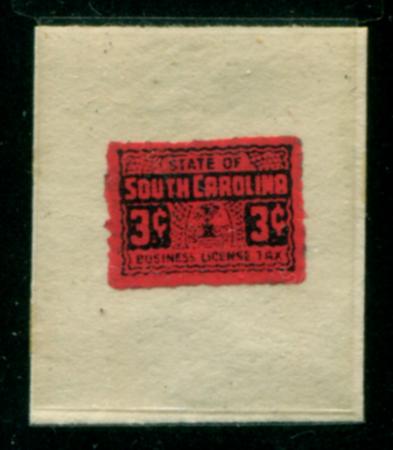 STATE OF
SOUTH CAROLINA
3¢ 3¢
BUSINESS LICENSE TAX